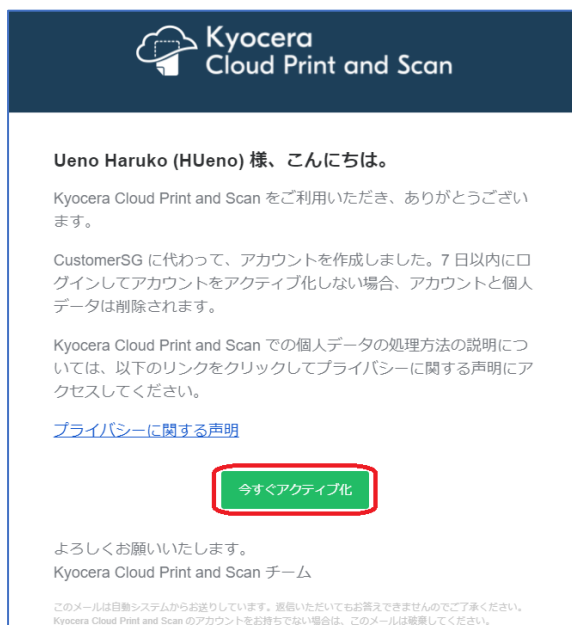 Kyocera
Cloud Print and Scan
Ueno Haruko (HUeno) 様、こんにちは。
Kyocera Cloud Print and Scan をご利用いただき、ありがとうござい
ます。
CustomerSG に代わって、アカウントを作成しました。7 日以内にロ
グインしてアカウントをアクティブ化しない場合、アカウントと個人
データは削除されます。
Kyocera Cloud Print and Scan での個人データの処理方法の説明につ
いては、以下のリンクをクリックしてプライバシーに関する声明にア
クセスしてください。
プライバシーに関する声明
今すぐアクティブ化
よろしくお願いいたします。
Kyocera Cloud Print and Scan チーム
このメールは自動システムからお送りしています。返信いただいてもお答えできませんのでご了承ください。
Kyocera Cloud Print and Scan のアカウントをお持ちでない場合は、このメールは破棄してください。